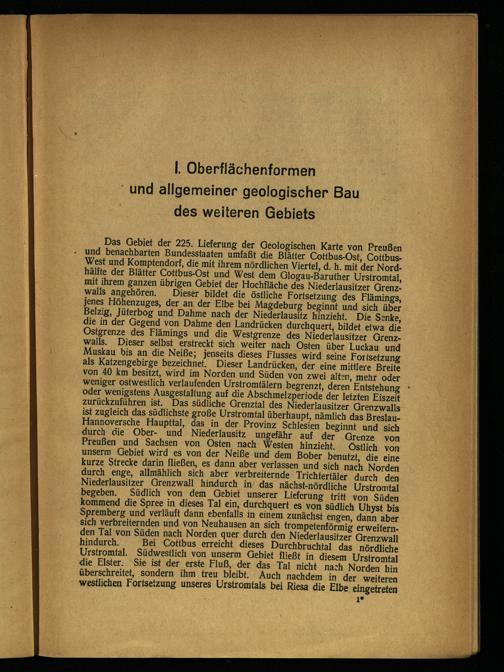 I. Oberflächenformen
und allgemeiner geologischer Bau
des weiteren Gebiets
Das Gebiet der 225. Lieferung der Geologischen Karte von Preußen
und benachbarten Bundesstaaten umfaßt die Blätter Cottbus-Ost, Cottbus-
West und Komptendorf, die mit ihrem nördlichen Viertel, d. h. mit der Nord-
hälfte der Blätter Cottbus-Ost und West dem Glogau-Baruther Urstromtal,
mit ihrem ganzen übrigen Gebiet der Hochfläche des Niederlausitzer Grenz-
walls angehören. Dieser bildet die östliche Fortsetzung des Flämings,
jenes Höhenzuges, der an der Elbe bei Magdeburg beginnt und sich über
Belzig, Jüterbog und Dahme nach der Niederlausitz hinzieht. Die Senke,
die in der Gegend von Dahme den Landrücken durchquert, bildet etwa die
Ostgrenze des Flämings und die Westgrenze des Niederlausitzer Grenz-
walls. Dieser selbst erstreckt sich weiter nach Osten über Luckau und
Muskau bis an die Neiße; jenseits dieses Flusses wird seine Fortsetzung
als Katzengebirge bezeichnet. Dieser Landrücken, der eine mittlere Breite
von 40 km besitzt, wird im Norden und Süden von zwei alten, mehr oder
weniger ostwestlich verlaufenden Urstromtälern begrenzt, deren Entstehung
oder wenigstens Ausgestaltung auf die Abschmelzperiode der letzten Eiszeit
zurückzuführen ist. Das südliche Grenztal des Niederlausitzer Grenzwalls
ist zugleich das südlichste große Urstromtal überhaupt, nämlich das Breslau-
Hannoversche Haupttal, das in der Provinz Schlesien beginnt und sich
durch die Ober- und Niederlausitz ungefähr auf der Grenze von
Preußen und Sachsen von Osten nach Westen hinzieht. Östlich von
unserm Gebiet wird es von der Neiße und dem Bober benutzt, die eine
kurze Strecke darin fließen, es dann aber verlassen und sich nach Norden
durch enge, allmählich sich aber verbreiternde Trichtertäler durch den
Niederlausitzer Grenzwall hindurch in das nächst-nördliche Urstromtal
begeben. Südlich von dem Gebiet unserer Lieferung tritt von Süden
kommend die Spree in dieses Tal ein, durchquert es von südlich Uhyst bis
Spremberg und verläuft dann ebenfalls in einem zunächst engen, dann aber
sich verbreiternden und von Neuhausen an sich trompetenförmig erweitern-
den Tal von Süden nach Norden quer durch den Niederlausitzer Grenzwall
hindurch. Bei Cottbus erreicht dieses Durchbruchtal das nördliche
Urstromtal. Südwestlich von unserm Gebiet fließt in diesem Urstromtal
die Elster. Sie ist der erste Fluß, der das Tal nicht nach Norden hin
überschreitet, sondern ihm treu bleibt. Auch nachdem in der weiteren
westlichen Fortsetzung unseres Urstromtals bei Riesa die Elbe eingetreten
1*